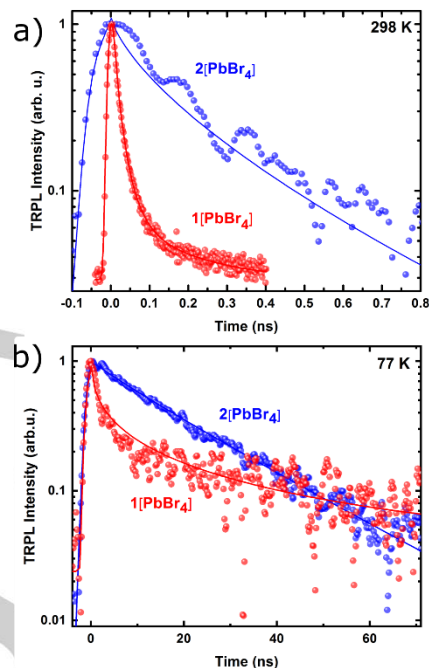 a)
298 K
TRPL Intensity (arb. u.)
1
0.1
2[PbBr₄]
1[PbBr₄]
-0.1 0.0 0.1 0.2 0.3 0.4 0.5 0.6 0.7 0.8
Time (ns)
b)
77 K
TRPL Intensity (arb.u.)
1
0.1
0.01
2[PbBr₄]
1[PbBr₄]
0 20 40 60
Time (ns)